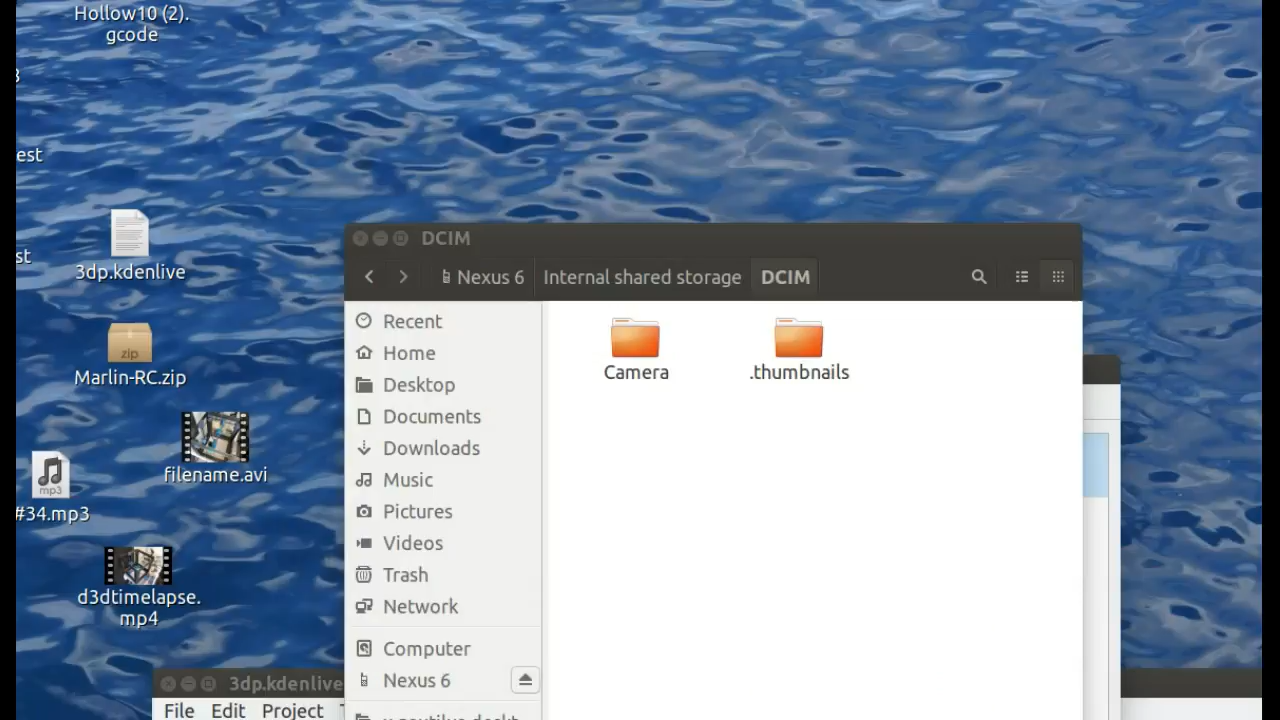 Hollow10 (2).
gcode
3
est
st
3dp.kdenlive
zip
Marlin-RC.zip
filename.avi
mp3
#34.mp3
d3dtimelapse.
mp4
DCIM
Nexus 6
Internal shared storage
DCIM
Recent
Home
Desktop
Documents
Downloads
Music
Pictures
Videos
Trash
Network
Computer
Nexus 6
Camera
.thumbnails
3dp.kdenlive
File Edit Project